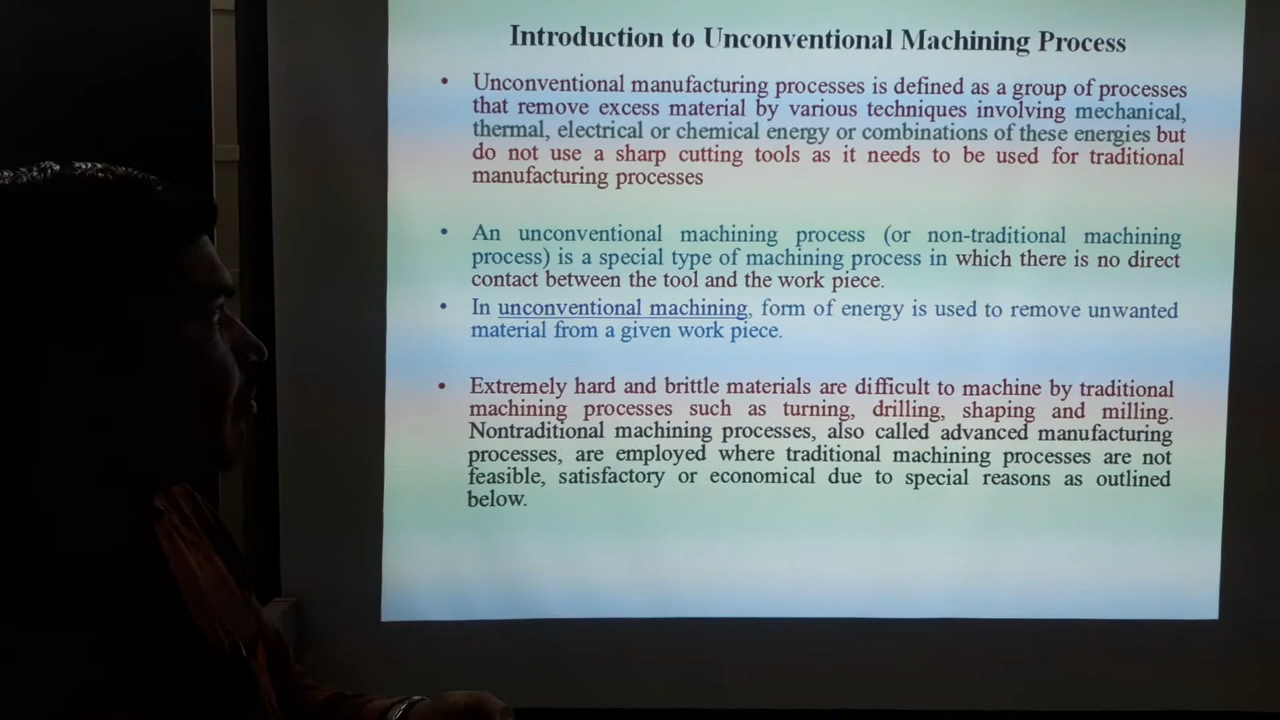 Introduction to Unconventional Machining Process
• Unconventional manufacturing processes is defined as a group of processes
that remove excess material by various techniques involving mechanical,
thermal, electrical or chemical energy or combinations of these energies but
do not use a sharp cutting tools as it needs to be used for traditional
manufacturing processes
• An unconventional machining process (or non-traditional machining
process) is a special type of machining process in which there is no direct
contact between the tool and the work piece.
• In unconventional machining, form of energy is used to remove unwanted
material from a given work piece.
• Extremely hard and brittle materials are difficult to machine by traditional
machining processes such as turning, drilling, shaping and milling.
Nontraditional machining processes, also called advanced manufacturing
processes, are employed where traditional machining processes are not
feasible, satisfactory or economical due to special reasons as outlined
below.